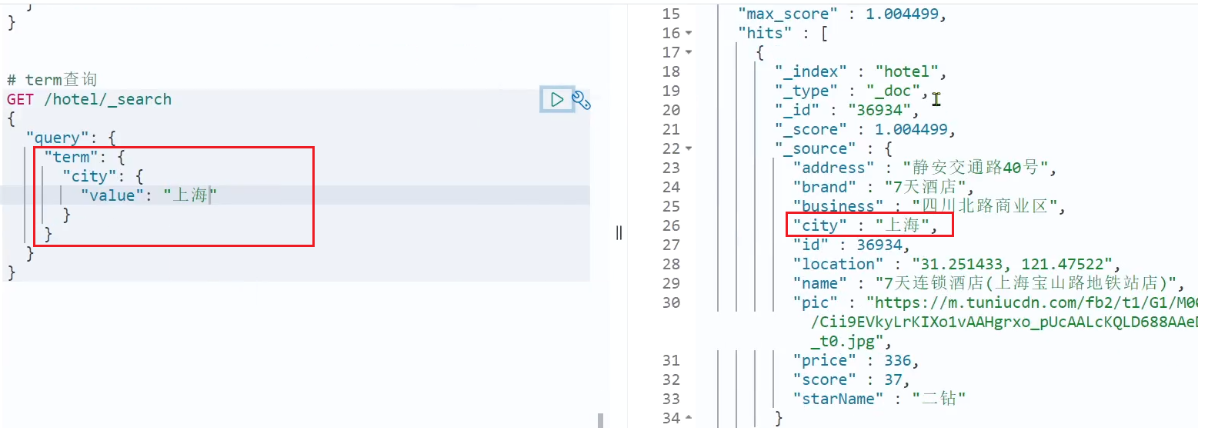 }
}
# term查询
GET /hotel/_search
{
"query": {
"term": {
"city": {
"value": "上海"
}
}
}
}
15 "max_score" : 1.004499,
16 "hits" : [
17 {
18 "_index" : "hotel",
19 "_type" : "_doc",
20 "_id" : "36934",
21 "_score" : 1.004499,
22 "_source" : {
23 "address" : "静安交通路40号",
24 "brand" : "7天酒店",
25 "business" : "四川北路商业区",
26 "city" : "上海",
27 "id" : 36934,
28 "location" : "31.251433, 121.47522",
29 "name" : "7天连锁酒店(上海宝山路地铁站店)",
30 "pic" : "https://m.tuniucdn.com/fb2/t1/G1/M00
/Cii9EVkyLrKIXo1vAAHgrxo_pUcAALcKQLD688AAeD
_t0.jpg",
31 "price" : 336,
32 "score" : 37,
33 "starName" : "二钻"
34 }